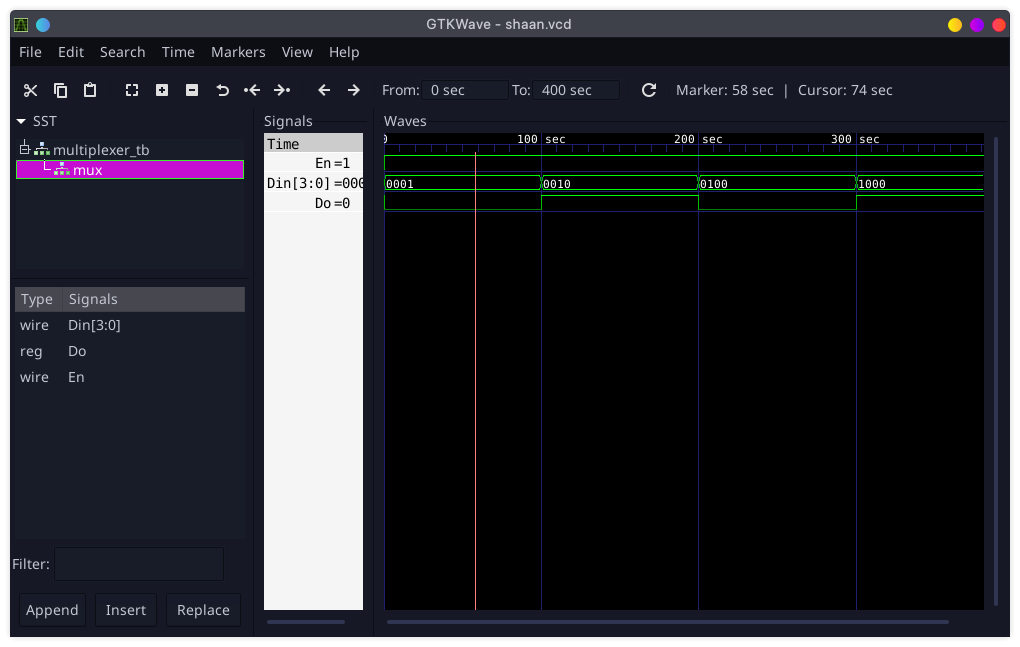 GTKWave - shaan.vcd
File Edit Search Time Markers View Help
From: 0 sec To: 400 sec Marker: 58 sec | Cursor: 74 sec
SST
multiplexer_tb
mux
Type Signals
wire Din[3:0]
reg Do
wire En
Filter:
Append Insert Replace
Signals
Time
En=1
Din[3:0]=000
Do=0
Waves
0 100 sec 200 sec 300 sec
0001 0010 0100 1000